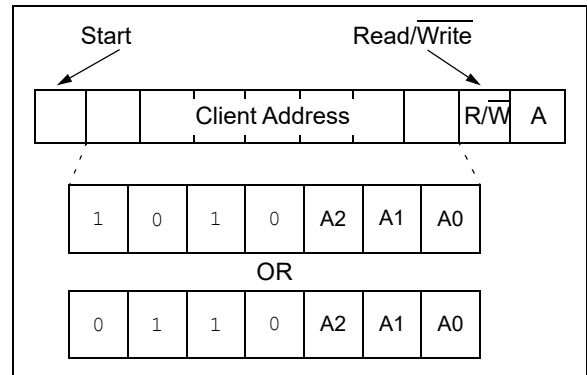 Start Read/W̅r̅i̅t̅e̅
Client Address R/W̅ A
1 0 1 0 A2 A1 A0
OR
0 1 1 0 A2 A1 A0